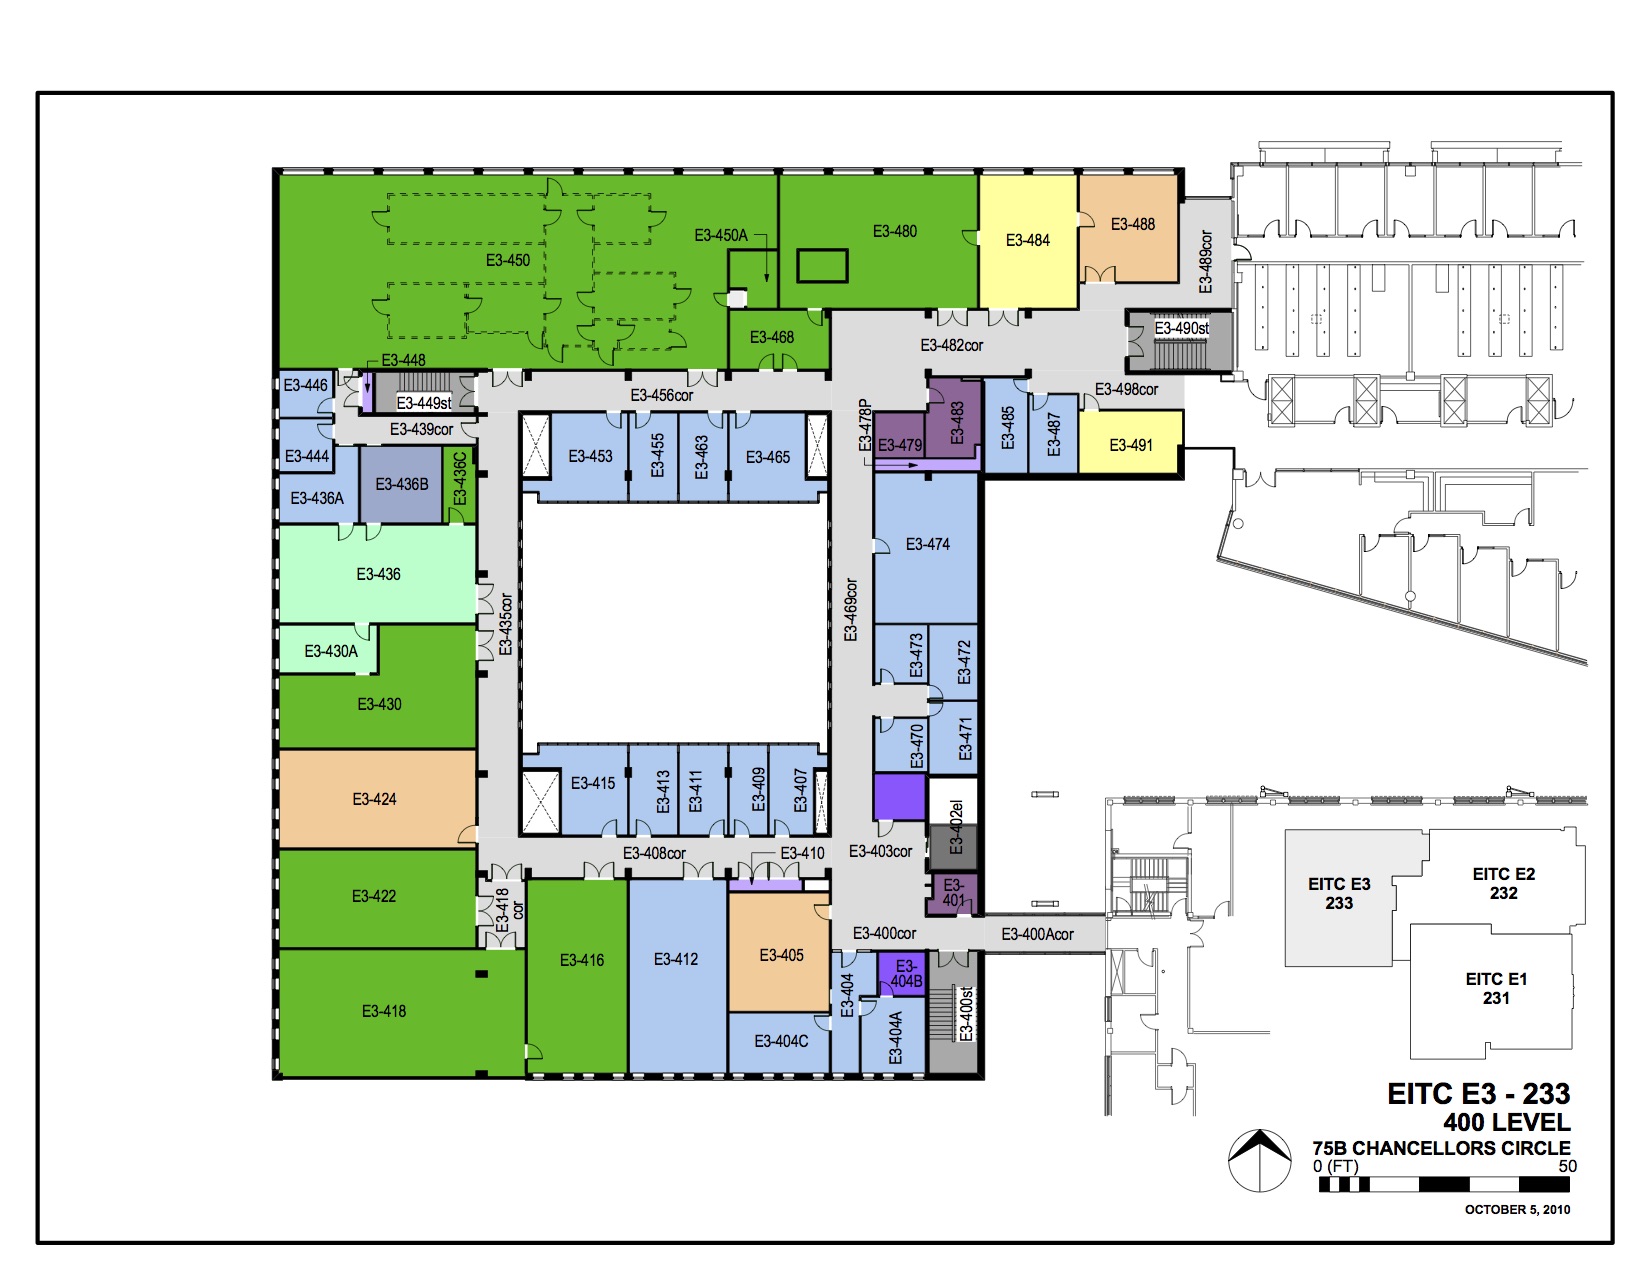 E3-450
E3-450A
E3-480
E3-484
E3-488
E3-489cor
E3-468
E3-482cor
E3-490st
E3-448
E3-446
E3-449st
E3-456cor
E3-498cor
E3-439cor
E3-444
E3-453
E3-455
E3-463
E3-465
E3-478P
E3-479
E3-483
E3-485
E3-487
E3-491
E3-436A
E3-436B
E3-436C
E3-474
E3-436
E3-435cor
E3-469cor
E3-430A
E3-473
E3-472
E3-430
E3-470
E3-471
E3-424
E3-415
E3-413
E3-411
E3-409
E3-407
E3-402el
E3-408cor
E3-410
E3-403cor
E3-422
E3-418
cor
E3-401
E3-400cor
E3-400Acor
E3-416
E3-412
E3-405
E3-404
E3-
404B
E3-418
E3-404C
E3-404A
E3-400st
EITC E3
233
EITC E2
232
EITC E1
231
EITC E3 - 233
400 LEVEL
75B CHANCELLORS CIRCLE
0 (FT) 50
OCTOBER 5, 2010